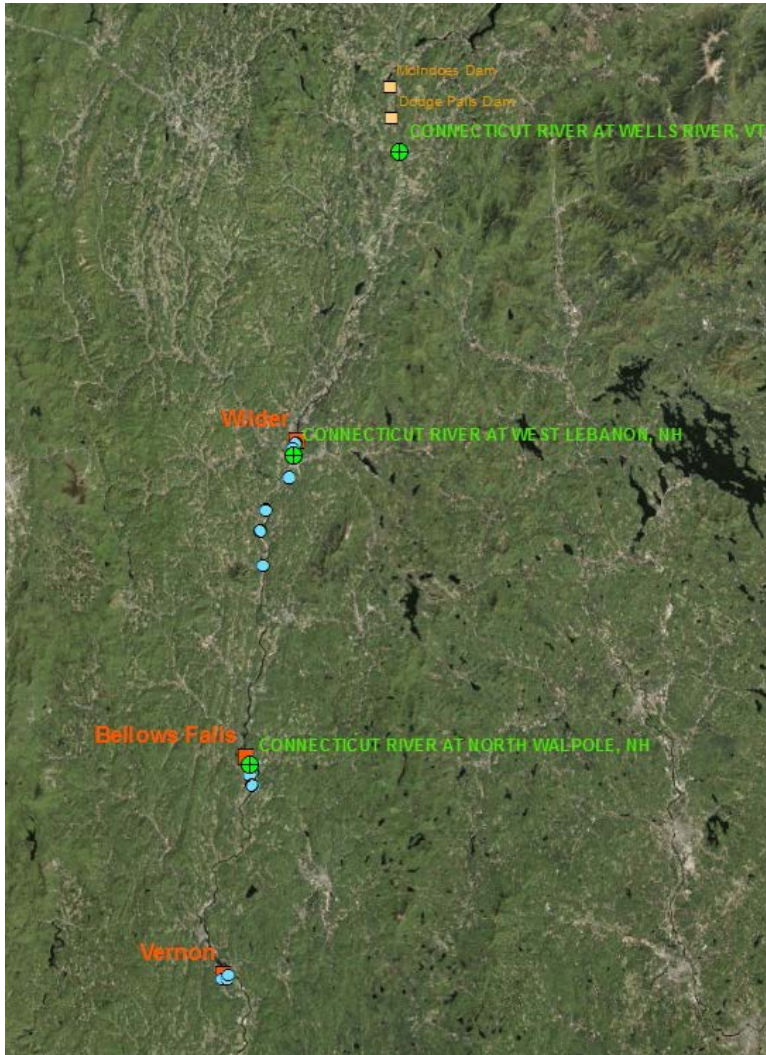 McIndoes Dam
Dodge Falls Dam
CONNECTICUT RIVER AT WELLS RIVER, VT
Wilder
CONNECTICUT RIVER AT WEST LEBANON, NH
Bellows Falls
CONNECTICUT RIVER AT NORTH WALPOLE, NH
Vernon